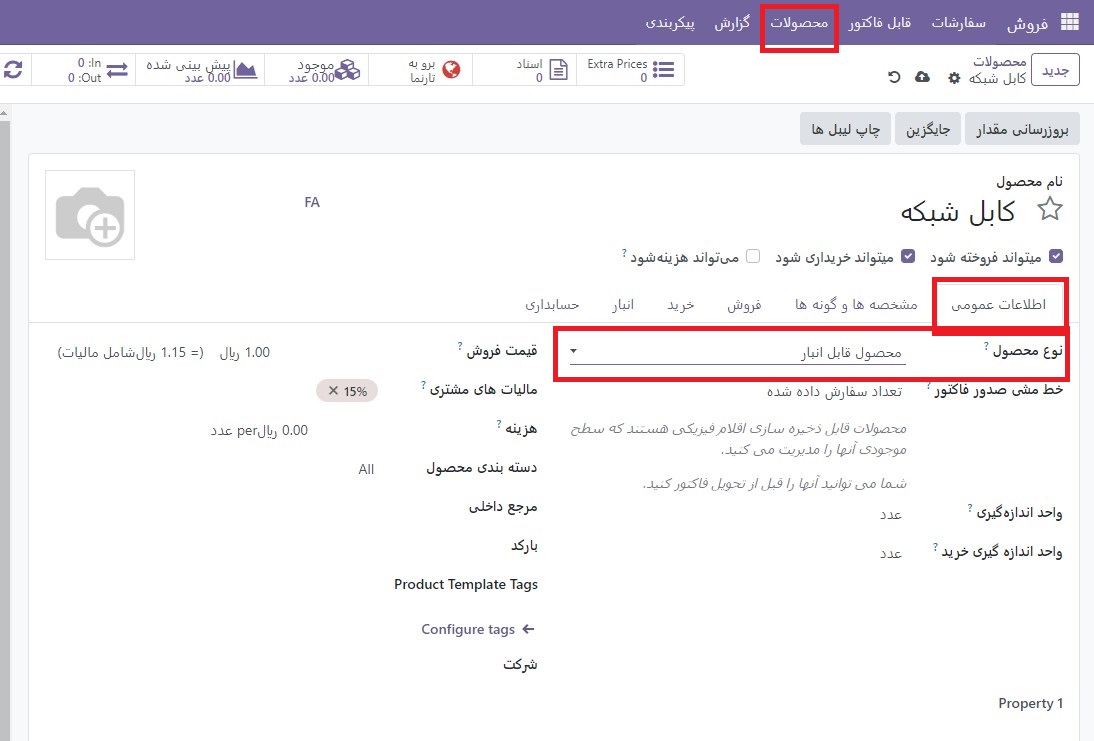 فروش سفارشات قابل فاکتور محصولات گزارش پیکربندی
جدید
محصولات
کابل شبکه
Extra Prices
0
اسناد
0
برو به
تارنما
موجود
0.00 عدد
پیش بینی شده
0.00 عدد
In: 0
Out: 0
بروزرسانی مقدار جایگزین چاپ لیبل ها
نام محصول
کابل شبکه
FA
میتواند فروخته شود میتواند خریداری شود می‌تواند هزینه‌شود ?
اطلاعات عمومی مشخصه ها و گونه ها فروش خرید انبار حسابداری
نوع محصول ? محصول قابل انبار
خط مشی صدور فاکتور ? تعداد سفارش داده شده
محصولات قابل ذخیره سازی اقلام فیزیکی هستند که سطح
موجودی آنها را مدیریت می کنید.
شما می توانید آنها را قبل از تحویل فاکتور کنید.
واحد اندازه‌گیری ? عدد
واحد اندازه گیری خرید ? عدد
قیمت فروش ? 1.00 ریال (= 1.15 ریال‌شامل مالیات)
مالیات های مشتری ? 15% ×
هزینه ? 0.00 ریالper عدد
دسته بندی محصول All
مرجع داخلی
بارکد
Product Template Tags
Configure tags
شرکت
Property 1